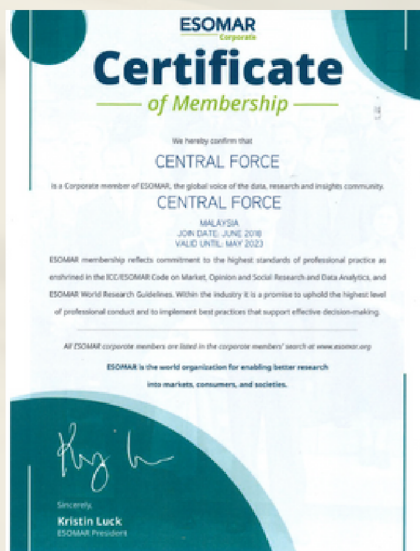 ESOMAR
Corporate
Certificate
of Membership
We hereby confirm that
CENTRAL FORCE
is a Corporate member of ESOMAR, the global voice of the data, research and insights community.
CENTRAL FORCE
MALAYSIA
JOIN DATE: JUNE 2018
VALID UNTIL: MAY 2023
ESOMAR membership reflects commitment to the highest standards of professional practice as
enshrined in the ICC/ESOMAR Code on Market, Opinion and Social Research and Data Analytics, and
ESOMAR World Research Guidelines. Within the industry it is a promise to uphold the highest level
of professional conduct and to implement best practices that support effective decision-making.
All ESOMAR corporate members are listed in the corporate members' search at www.esomar.org
ESOMAR is the world organization for enabling better research
into markets, consumers, and societies.
Sincerely,
Kristin Luck
ESOMAR President